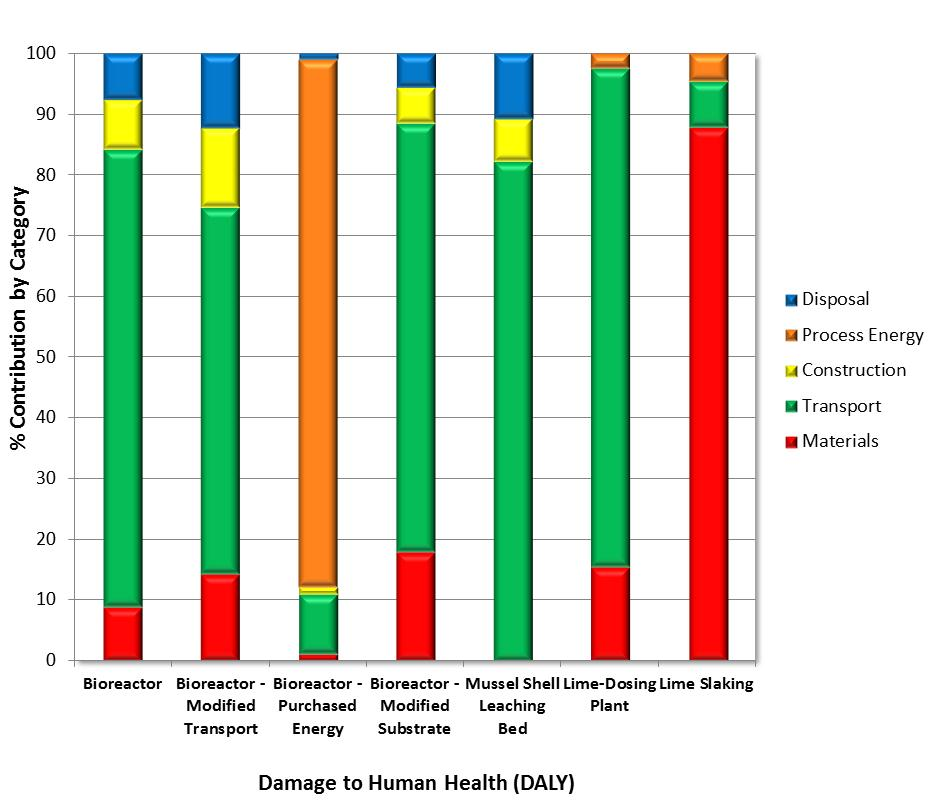 100
90
80
70
60
50
40
30
20
10
0
% Contribution by Category
Bioreactor
Bioreactor -
Modified
Transport
Bioreactor -
Purchased
Energy
Bioreactor -
Modified
Substrate
Mussel Shell
Leaching
Bed
Lime-Dosing
Plant
Lime Slaking
Damage to Human Health (DALY)
Disposal
Process Energy
Construction
Transport
Materials